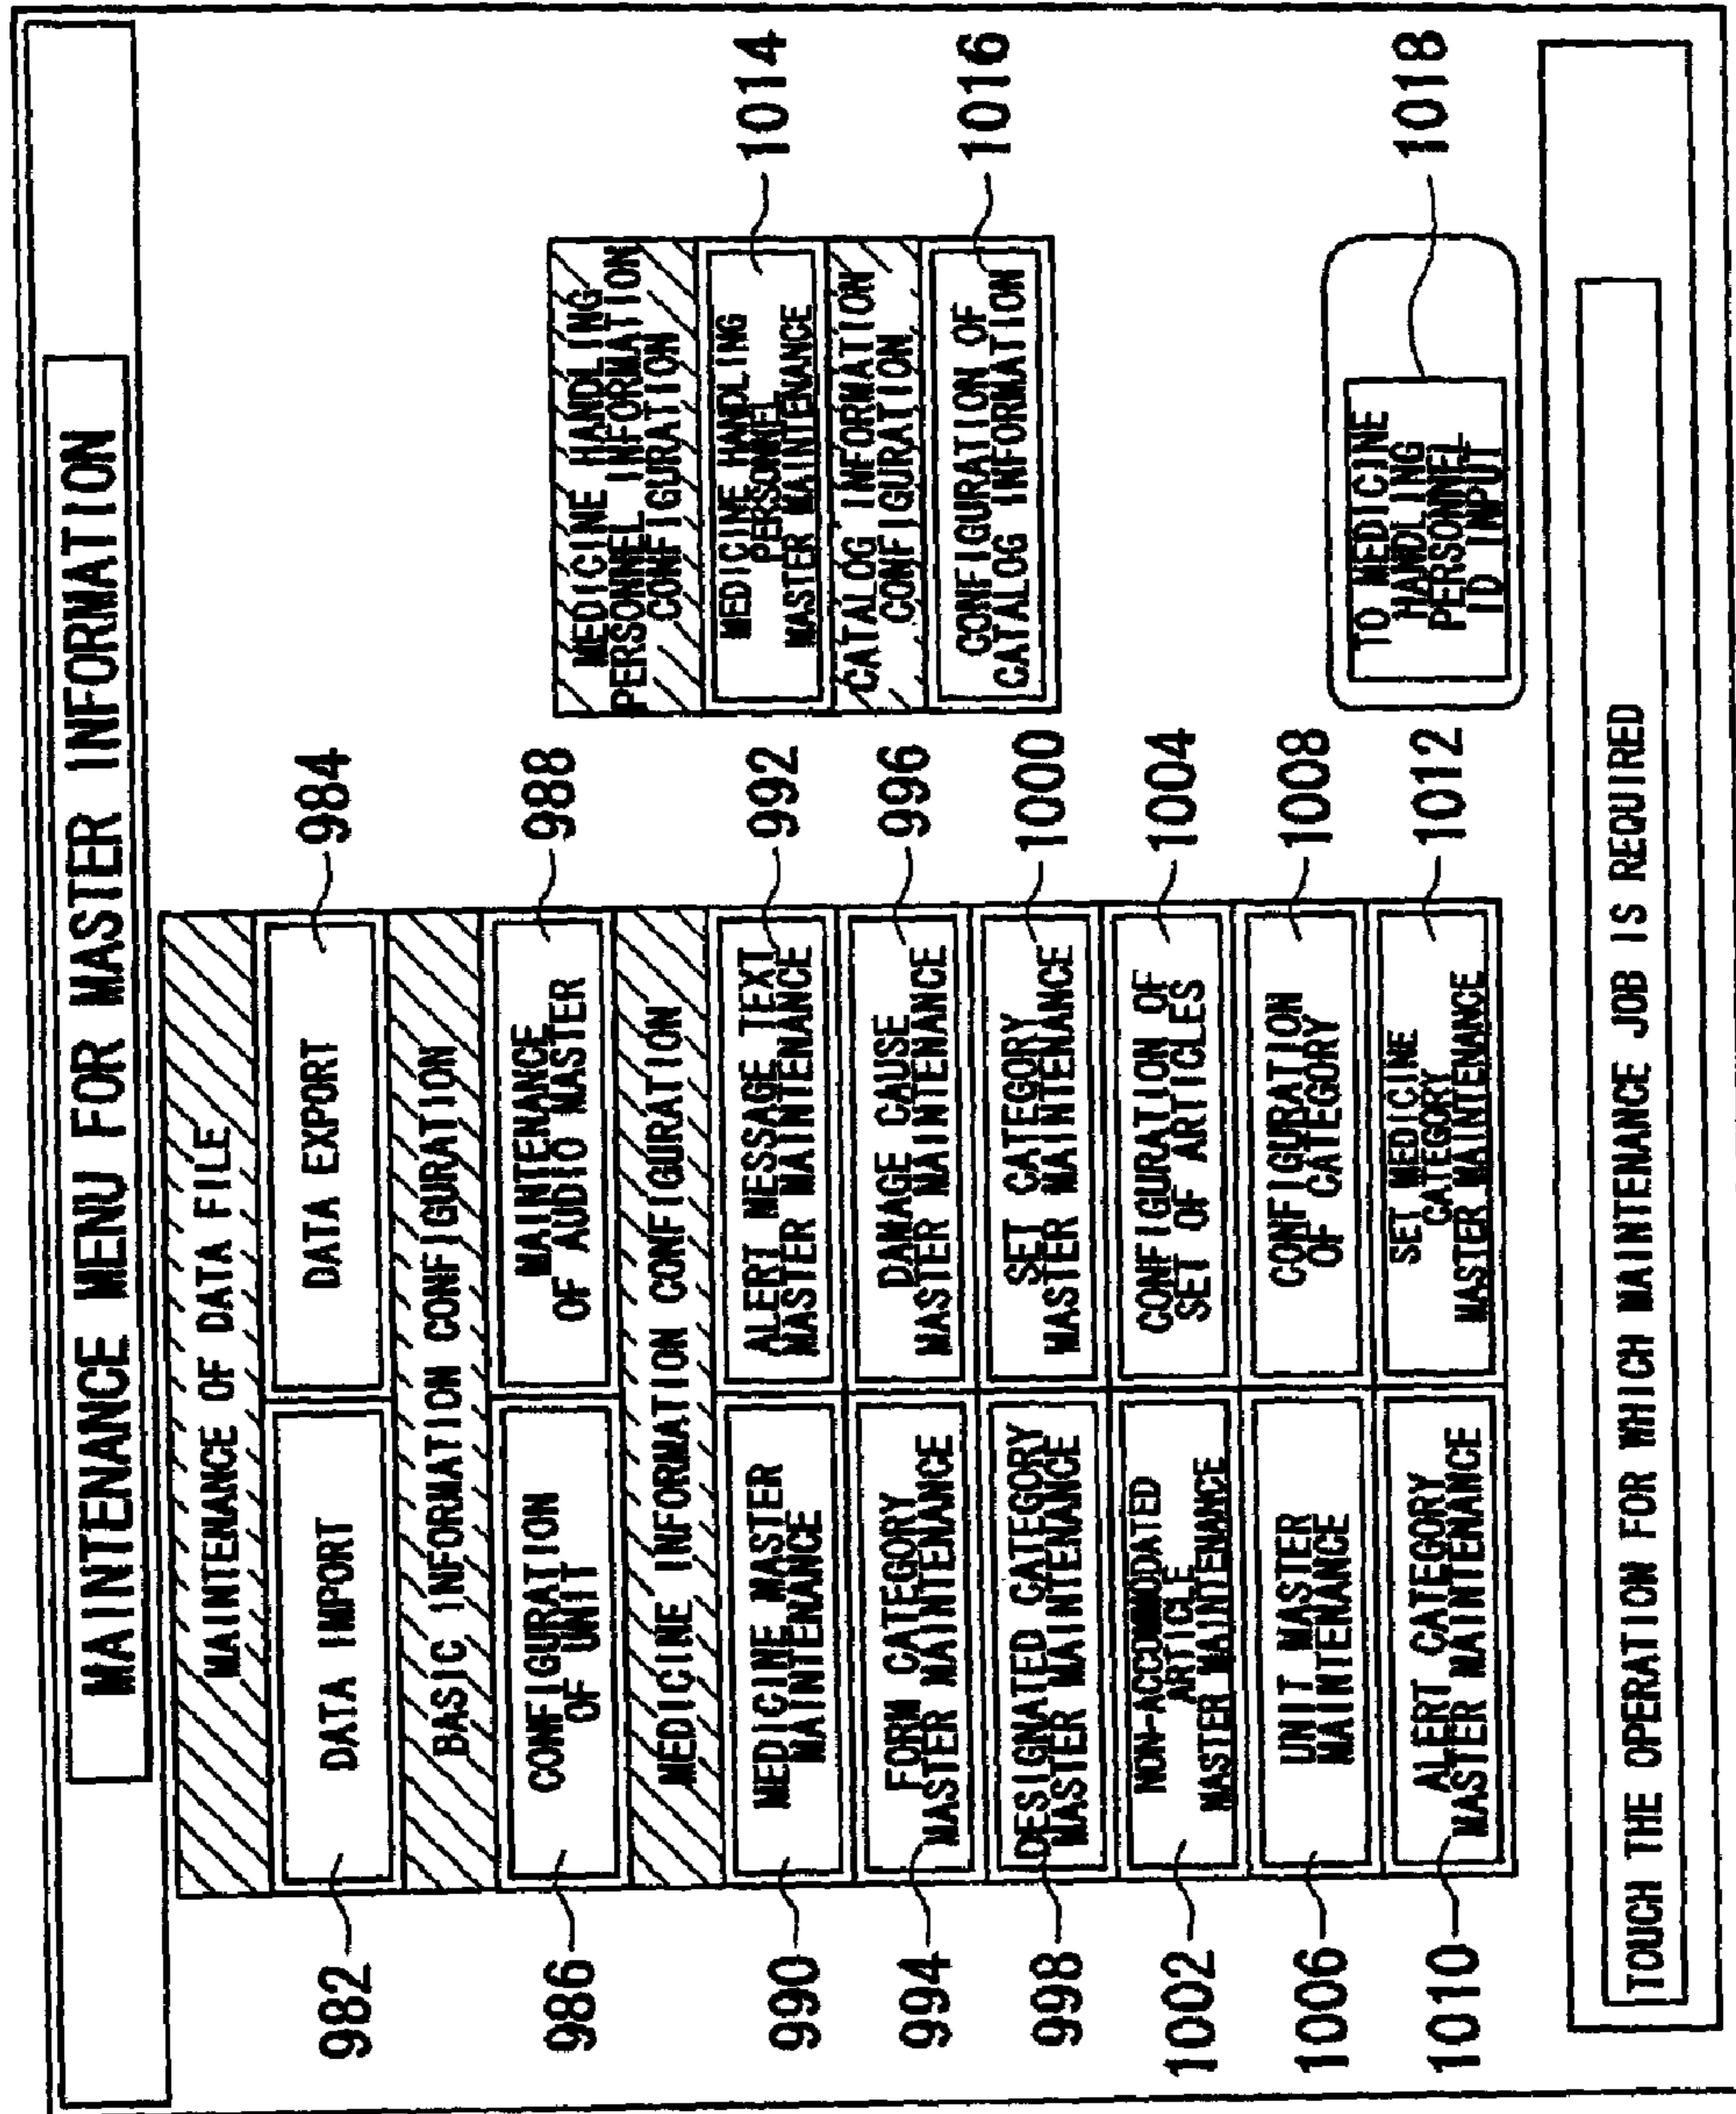 MAINTENANCE MENU FOR MASTER INFORMATION
MAINTENANCE OF DATA FILE
982
DATA IMPORT
DATA EXPORT
984
BASIC INFORMATION CONFIGURATION
986
CONFIGURATION
OF UNIT
MAINTENANCE
OF AUDIO MASTER
988
MEDICINE INFORMATION CONFIGURATION
990
MEDICINE MASTER
MAINTENANCE
ALERT MESSAGE TEXT
MASTER MAINTENANCE
992
994
FORM CATEGORY
MASTER MAINTENANCE
DAMAGE CAUSE
MASTER MAINTENANCE
996
998
DESIGNATED CATEGORY
MASTER MAINTENANCE
SET CATEGORY
MASTER MAINTENANCE
1000
1002
NON-ACCOMMODATED
ARTICLE
MASTER MAINTENANCE
CONFIGURATION OF
SET OF ARTICLES
1004
1006
UNIT MASTER
MAINTENANCE
CONFIGURATION
OF CATEGORY
1008
1010
ALERT CATEGORY
MASTER MAINTENANCE
SET MEDICINE
CATEGORY
MASTER MAINTENANCE
1012
MEDICINE HANDLING
PERSONNEL INFORMATION
CONFIGURATION
MEDICINE HANDLING
PERSONNEL
MASTER MAINTENANCE
1014
CATALOG INFORMATION
CONFIGURATION
CONFIGURATION OF
CATALOG INFORMATION
1016
TO MEDICINE
HANDLING
PERSONNEL
ID INPUT
1018
TOUCH THE OPERATION FOR WHICH MAINTENANCE JOB IS REQUIRED